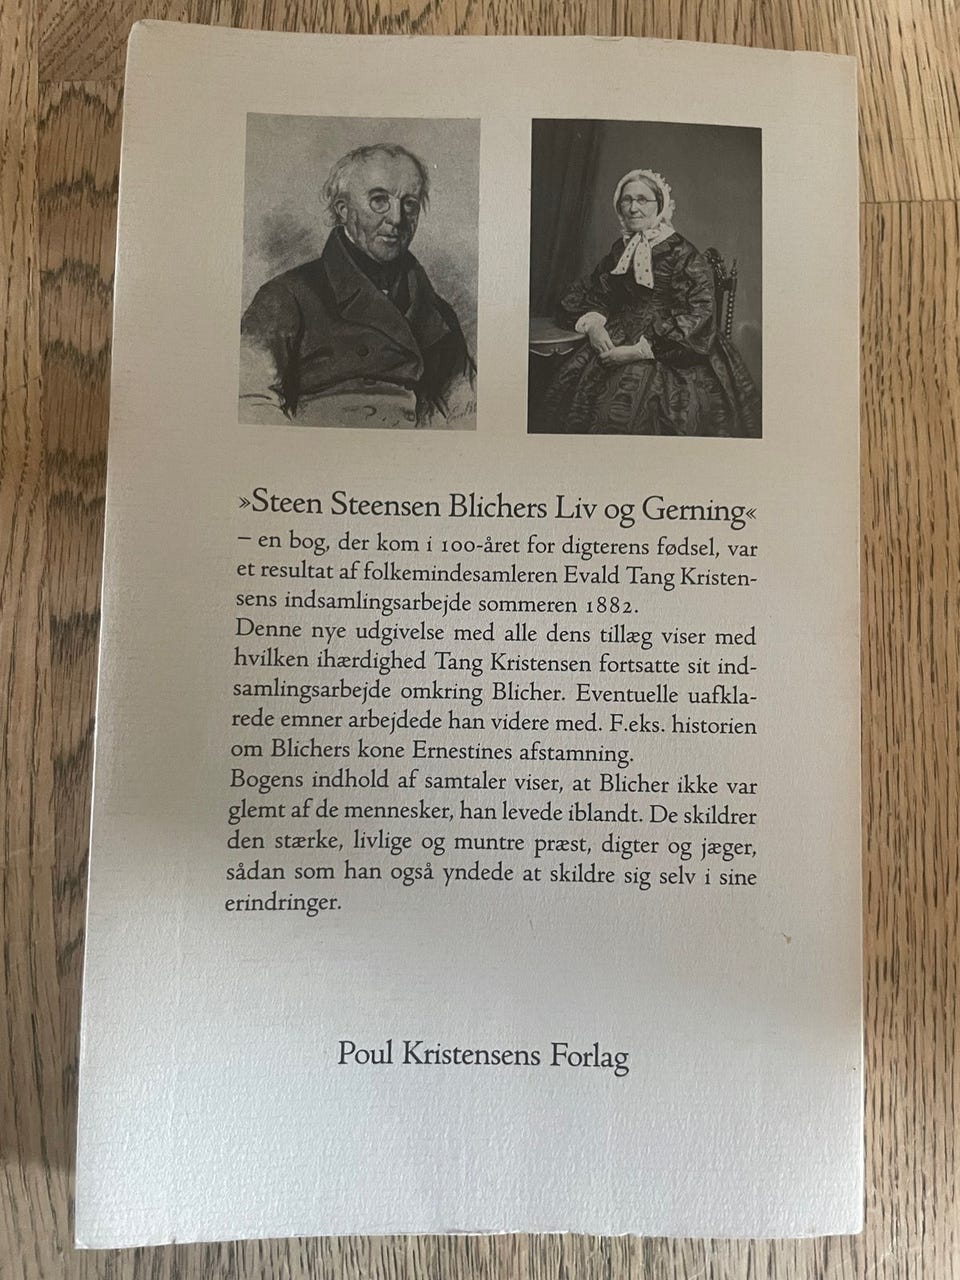 »Steen Steensen Blichers Liv og Gerning«
– en bog, der kom i 100-året for digterens fødsel, var
et resultat af folkemindesamleren Evald Tang Kristen-
sens indsamlingsarbejde sommeren 1882.
Denne nye udgivelse med alle dens tillæg viser med
hvilken ihærdighed Tang Kristensen fortsatte sit ind-
samlingsarbejde omkring Blicher. Eventuelle uafkla-
rede emner arbejdede han videre med. F.eks. historien
om Blichers kone Ernestines afstamning.
Bogens indhold af samtaler viser, at Blicher ikke var
glemt af de mennesker, han levede iblandt. De skildrer
den stærke, livlige og muntre præst, digter og jæger,
sådan som han også yndede at skildre sig selv i sine
erindringer.
Poul Kristensens Forlag